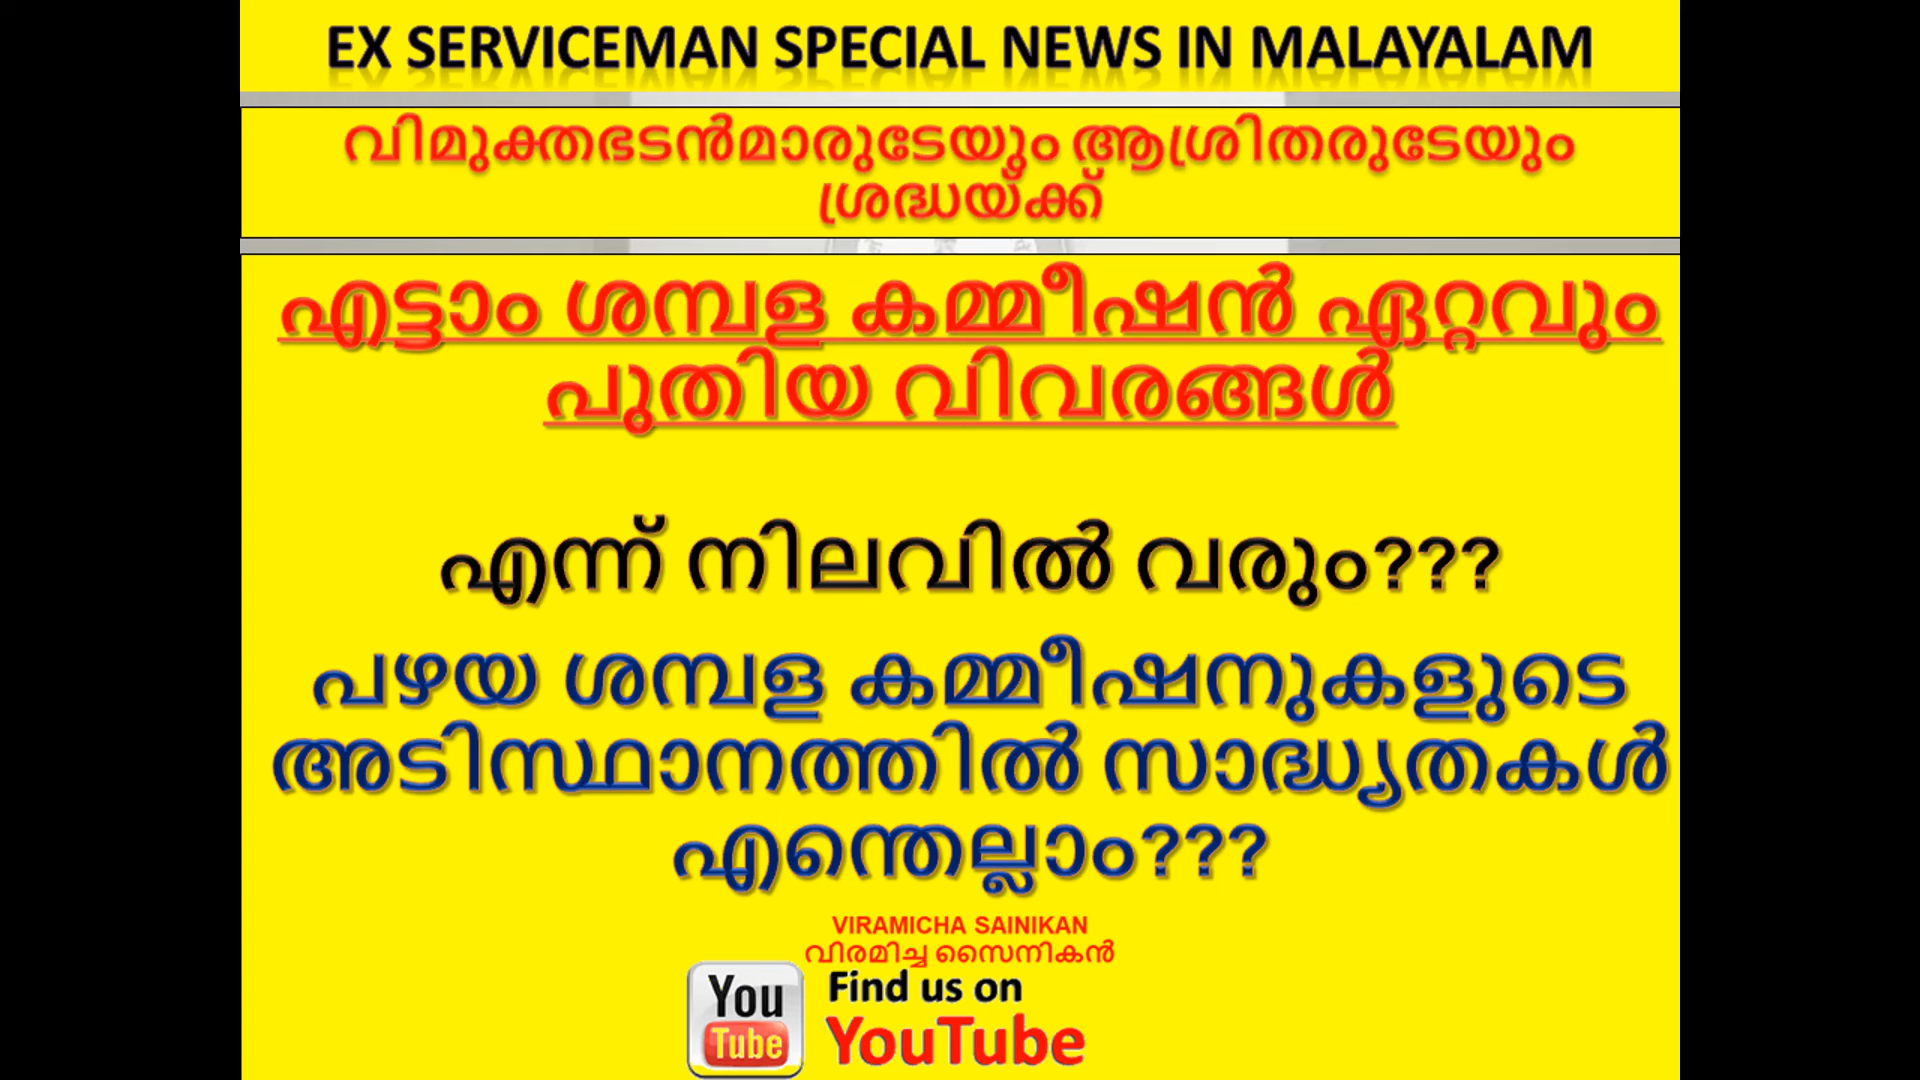 EX SERVICEMAN SPECIAL NEWS IN MALAYALAM
വിമുക്തഭടൻമാരുടേയും ആശ്രിതരുടേയും
ശ്രദ്ധയ്ക്ക്
എട്ടാം ശമ്പള കമ്മീഷൻ ഏറ്റവും
പുതിയ വിവരങ്ങൾ
എന്ന് നിലവിൽ വരും???
പഴയ ശമ്പള കമ്മീഷനുകളുടെ
അടിസ്ഥാനത്തിൽ സാദ്ധ്യതകൾ
എന്തെല്ലാം???
VIRAMICHA SAINIKAN
വിരമിച്ച സൈനികൻ
You
Tube
Find us on
YouTube